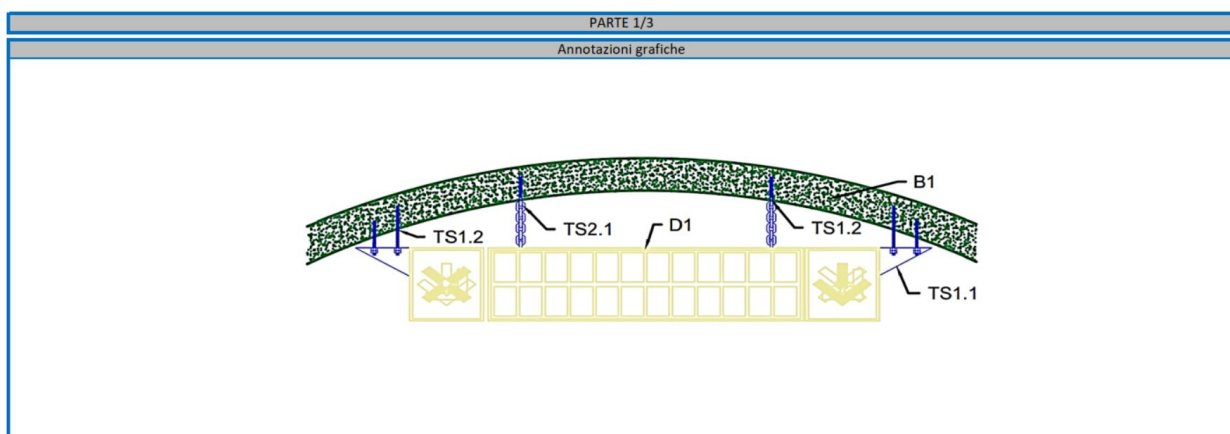 PARTE 1/3
Annotazioni grafiche
B1
TS1.2
TS2.1
D1
TS1.2
TS1.1